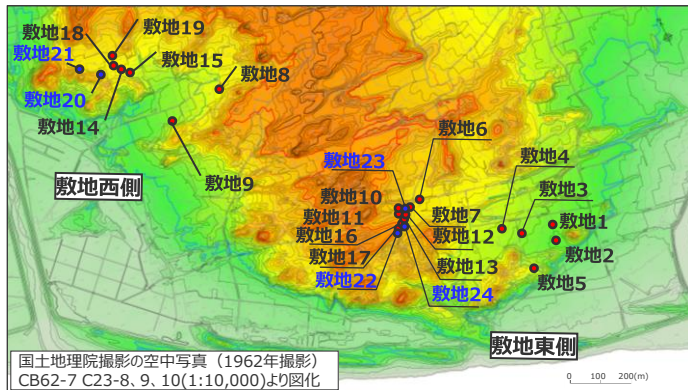 敷地19
敷地18
敷地21
敷地15
敷地8
敷地20
敷地14
敷地9
敷地西側
敷地6
敷地23
敷地4
敷地3
敷地10
敷地7
敷地1
敷地11
敷地12
敷地16
敷地2
敷地17
敷地13
敷地5
敷地22
敷地24
敷地東側
国土地理院撮影の空中写真（1962年撮影）
CB62-7 C23-8、9、10(1:10,000)より図化
0 100 200(m)